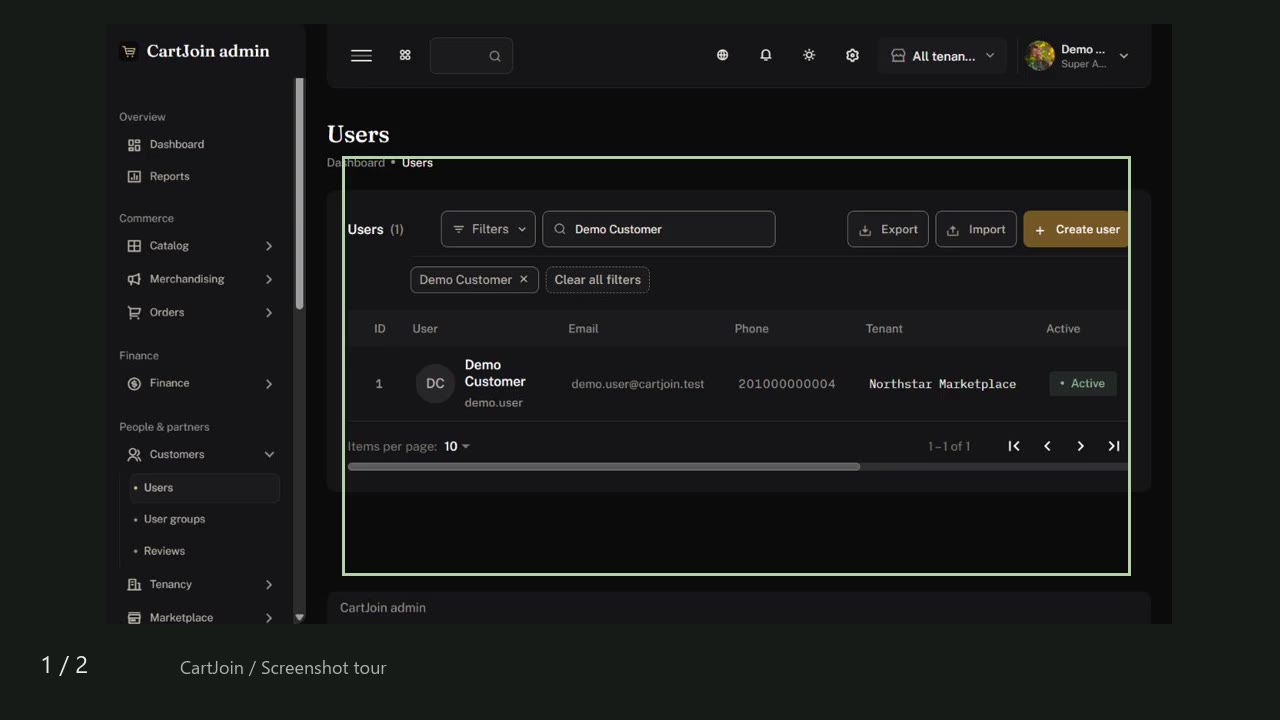 CartJoin admin
All tenan...
Demo ...
Super A...
Overview
Dashboard
Reports
Commerce
Catalog
Merchandising
Orders
Finance
Finance
People & partners
Customers
Users
User groups
Reviews
Tenancy
Marketplace
Users
Dashboard • Users
Users (1)
Filters
Demo Customer
Export
Import
+ Create user
Demo Customer ×
Clear all filters
ID User Email Phone Tenant Active
1 DC Demo Customer demo.user demo.user@cartjoin.test 201000000004 Northstar Marketplace • Active
Items per page: 10
1–1 of 1
CartJoin admin
1 / 2
CartJoin / Screenshot tour